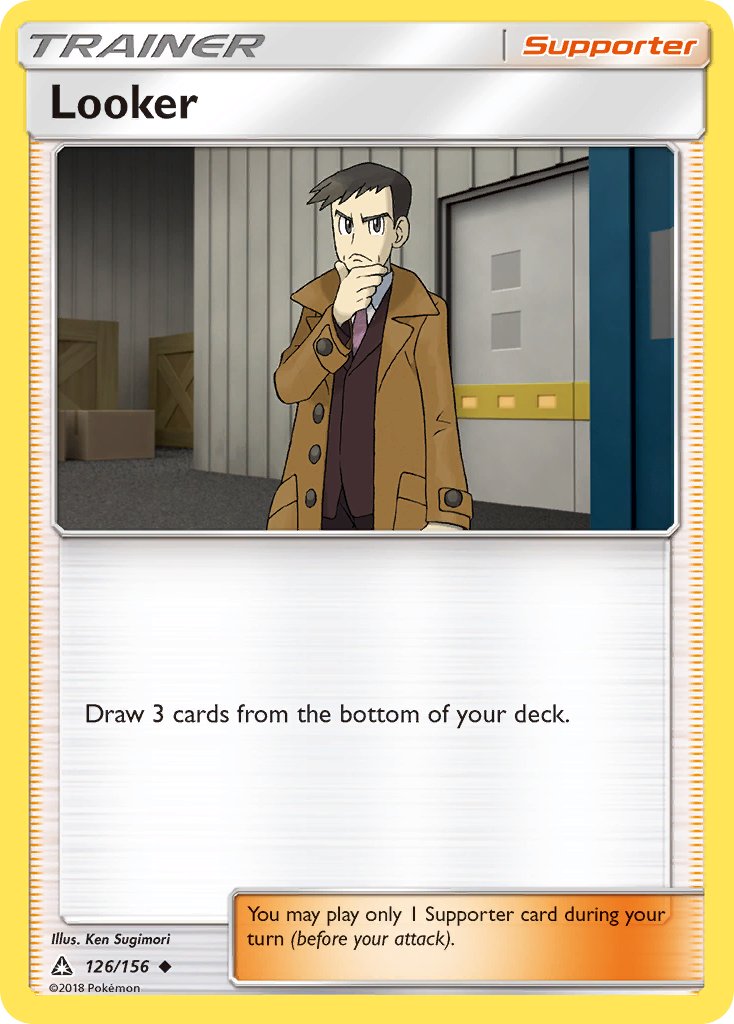 TRAINER
Supporter
Looker
Draw 3 cards from the bottom of your deck.
You may play only 1 Supporter card during your
turn (before your attack).
Illus. Ken Sugimori
126/156 ◆
©2018 Pokémon